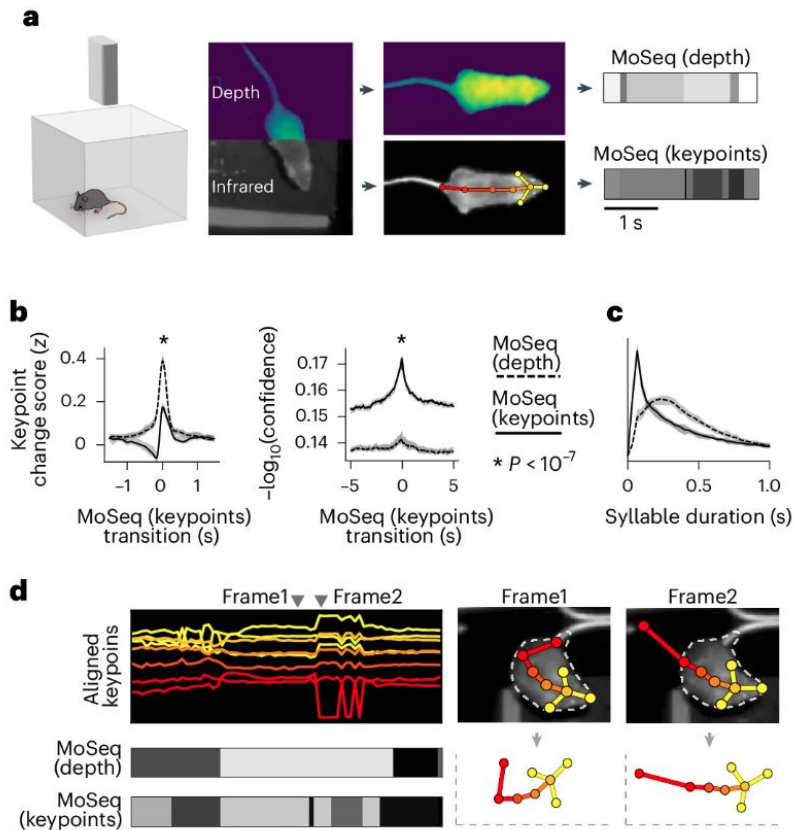 a
Depth
Infrared
MoSeq (depth)
MoSeq (keypoints)
1 s
b
Keypoint
change score (z)
0.4
0.2
0
*
–1 0 1
MoSeq (keypoints)
transition (s)
–log10(confidence)
0.17
0.16
0.15
0.14
*
–5 0 5
MoSeq (keypoints)
transition (s)
MoSeq
(depth)
MoSeq
(keypoints)
* P < 10–7
c
0 0.5 1.0
Syllable duration (s)
d
Frame1 Frame2
Aligned
keypoins
MoSeq
(depth)
MoSeq
(keypoints)
Frame1
Frame2